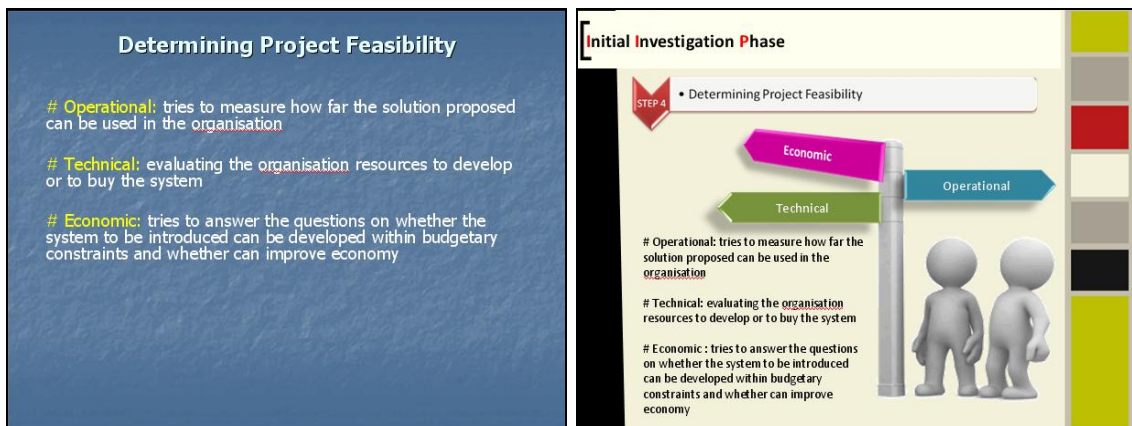 Determining Project Feasibility
# Operational: tries to measure how far the solution proposed
can be used in the organisation
# Technical: evaluating the organisation resources to develop
or to buy the system
# Economic: tries to answer the questions on whether the
system to be introduced can be developed within budgetary
constraints and whether can improve economy
Initial Investigation Phase
STEP 4
• Determining Project Feasibility
Economic
Operational
Technical
# Operational: tries to measure how far the
solution proposed can be used in the
organisation
# Technical: evaluating the organisation
resources to develop or to buy the system
# Economic : tries to answer the questions
on whether the system to be introduced
can be developed within budgetary
constraints and whether can improve
economy